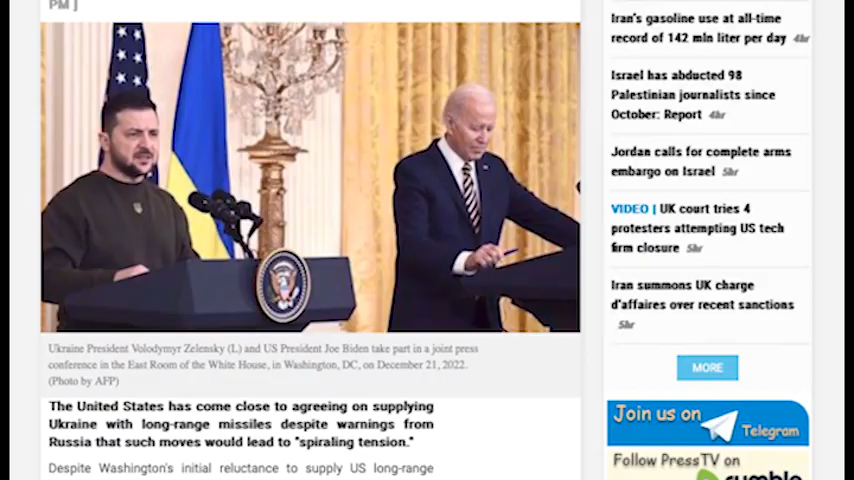 PM ]
Ukraine President Volodymyr Zelensky (L) and US President Joe Biden take part in a joint press
conference in the East Room of the White House, in Washington, DC, on December 21, 2022.
(Photo by AFP)
The United States has come close to agreeing on supplying
Ukraine with long-range missiles despite warnings from
Russia that such moves would lead to "spiraling tension."
Despite Washington's initial reluctance to supply US long-range
Iran's gasoline use at all-time
record of 142 mln liter per day 4hr
Israel has abducted 98
Palestinian journalists since
October: Report 4hr
Jordan calls for complete arms
embargo on Israel 5hr
VIDEO | UK court tries 4
protesters attempting US tech
firm closure 5hr
Iran summons UK charge
d'affaires over recent sanctions
5hr
MORE
Join us on
Telegram
Follow PressTV on
rumble